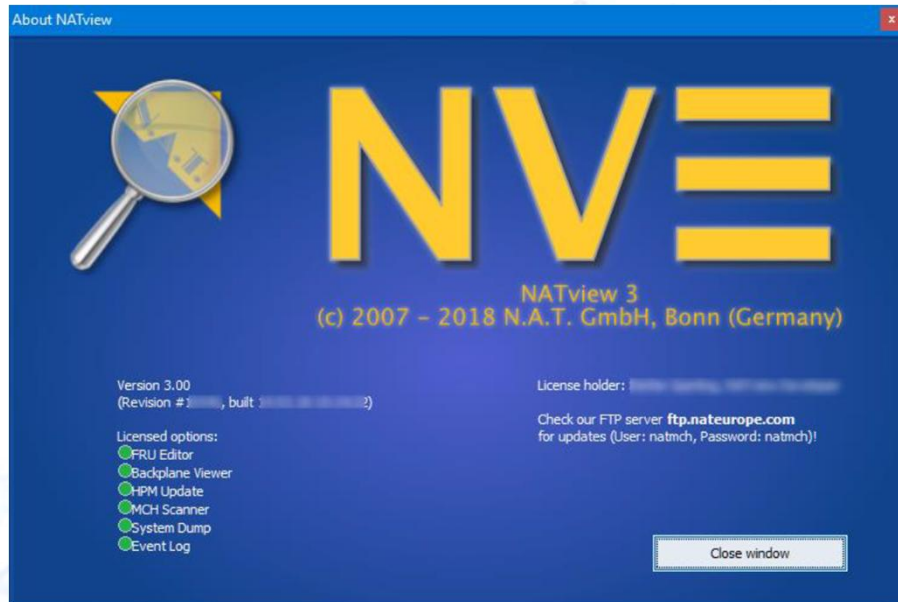 About NATview
x
N.A.T.
NVE
NATview 3
(c) 2007 – 2018 N.A.T. GmbH, Bonn (Germany)
Version 3.00
(Revision #1 , built )
License holder:
Check our FTP server ftp.nateurope.com
for updates (User: natmch, Password: natmch)!
Licensed options:
FRU Editor
Backplane Viewer
HPM Update
MCH Scanner
System Dump
Event Log
Close window